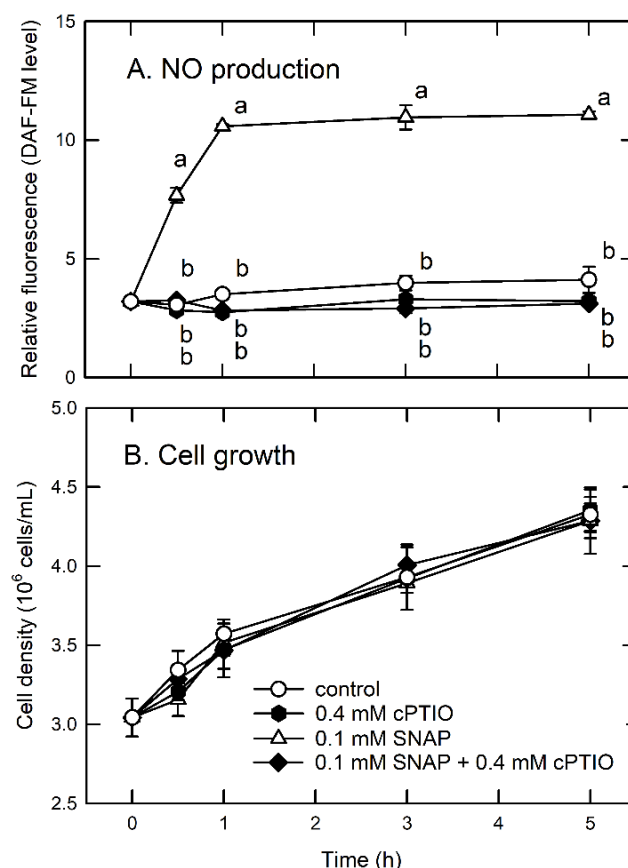 15
A. NO production
a
a
a
a
10
Relative fluorescence (DAF-FM level)
5
b
b
b
b
b
b
b
b
b
b
b
b
0
5.0
B. Cell growth
4.5
4.0
Cell density (10⁶ cells/mL)
3.5
control
0.4 mM cPTIO
3.0
0.1 mM SNAP
0.1 mM SNAP + 0.4 mM cPTIO
2.5
0 1 2 3 4 5
Time (h)